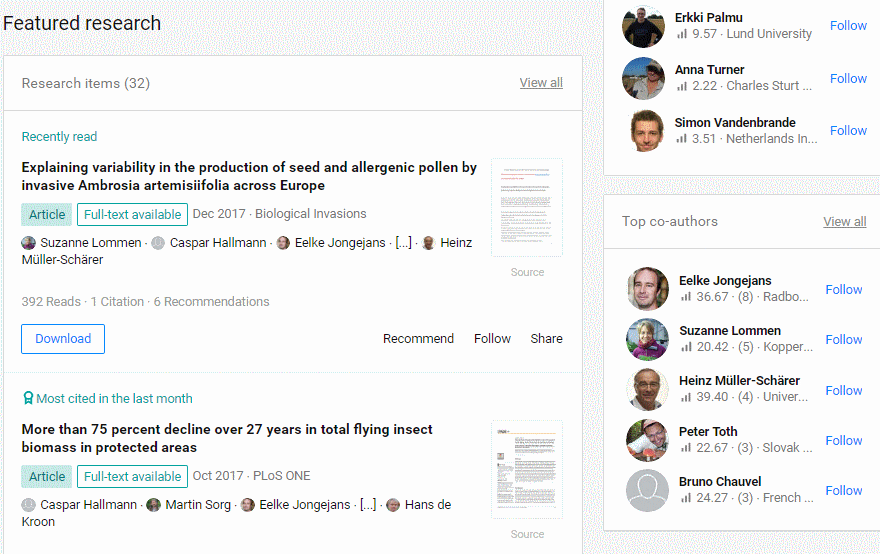 Featured research
Research items (32)
View all
Recently read
Explaining variability in the production of seed and allergenic pollen by
invasive Ambrosia artemisiifolia across Europe
Article Full-text available Dec 2017 · Biological Invasions
Suzanne Lommen · Caspar Hallmann · Eelke Jongejans · [...] · Heinz
Müller-Schärer
Source
392 Reads · 1 Citation · 6 Recommendations
Download
Recommend Follow Share
Most cited in the last month
More than 75 percent decline over 27 years in total flying insect
biomass in protected areas
Article Full-text available Oct 2017 · PLoS ONE
Caspar Hallmann · Martin Sorg · Eelke Jongejans · [...] · Hans de
Kroon
Source
Erkki Palmu
9.57 · Lund University
Follow
Anna Turner
2.22 · Charles Sturt ...
Follow
Simon Vandenbrande
3.51 · Netherlands In...
Follow
Top co-authors
View all
Eelke Jongejans
36.67 · (8) · Radbo...
Follow
Suzanne Lommen
20.42 · (5) · Kopper...
Follow
Heinz Müller-Schärer
39.40 · (4) · Univer...
Follow
Peter Toth
22.67 · (3) · Slovak ...
Follow
Bruno Chauvel
24.27 · (3) · French ...
Follow